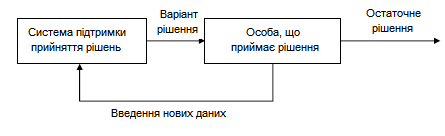 Система підтримки
прийняття рішень
Варіант
рішення
Особа, що
приймає рішення
Остаточне
рішення
Введення нових даних